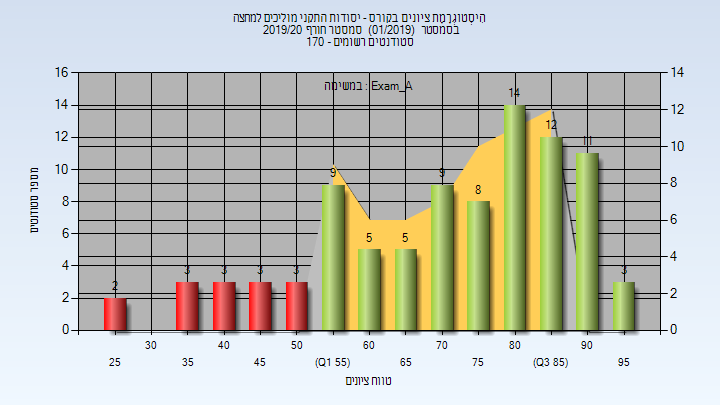 היסטוגרמת ציונים בקורס - יסודות התקני מוליכים למחצה
בסמסטר (01/2019) סמסטר חורף 2019/20
סטודנטים רשומים - 170
במשימה : Exam_A
מספר סטודנטים
16 14 12 10 8 6 4 2 0
14 12 10 8 6 4 2 0
2 3 3 3 3 9 5 5 9 8 14 12 11 3
30 40 50 60 70 80 90
25 35 45 (Q1 55) 65 75 (Q3 85) 95
טווח ציונים